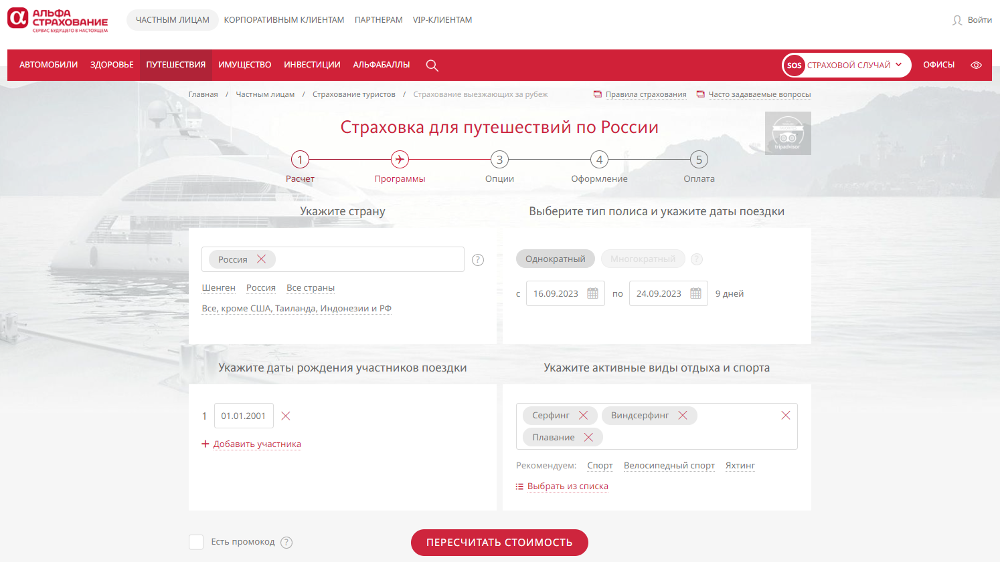 АЛЬФА
СТРАХОВАНИЕ
СЕРВИС БУДУЩЕГО В НАСТОЯЩЕМ
ЧАСТНЫМ ЛИЦАМ КОРПОРАТИВНЫМ КЛИЕНТАМ ПАРТНЕРАМ VIP-КЛИЕНТАМ Войти
АВТОМОБИЛИ ЗДОРОВЬЕ ПУТЕШЕСТВИЯ ИМУЩЕСТВО ИНВЕСТИЦИИ АЛЬФАБАЛЛЫ SOS СТРАХОВОЙ СЛУЧАЙ ОФИСЫ
Главная / Частным лицам / Страхование туристов / Страхование выезжающих за рубеж Правила страхования Часто задаваемые вопросы
Страховка для путешествий по России
tripadvisor
1 3 4 5
Расчет Программы Опции Оформление Оплата
Укажите страну
Россия ?
Шенген Россия Все страны
Все, кроме США, Таиланда, Индонезии и РФ
Выберите тип полиса и укажите даты поездки
Однократный Многократный ?
с 16.09.2023 по 24.09.2023 9 дней
Укажите даты рождения участников поездки
1 01.01.2001
+ Добавить участника
Укажите активные виды отдыха и спорта
Серфинг Виндсерфинг
Плавание
Рекомендуем: Спорт Велосипедный спорт Яхтинг
Выбрать из списка
Есть промокод ? ПЕРЕСЧИТАТЬ СТОИМОСТЬ